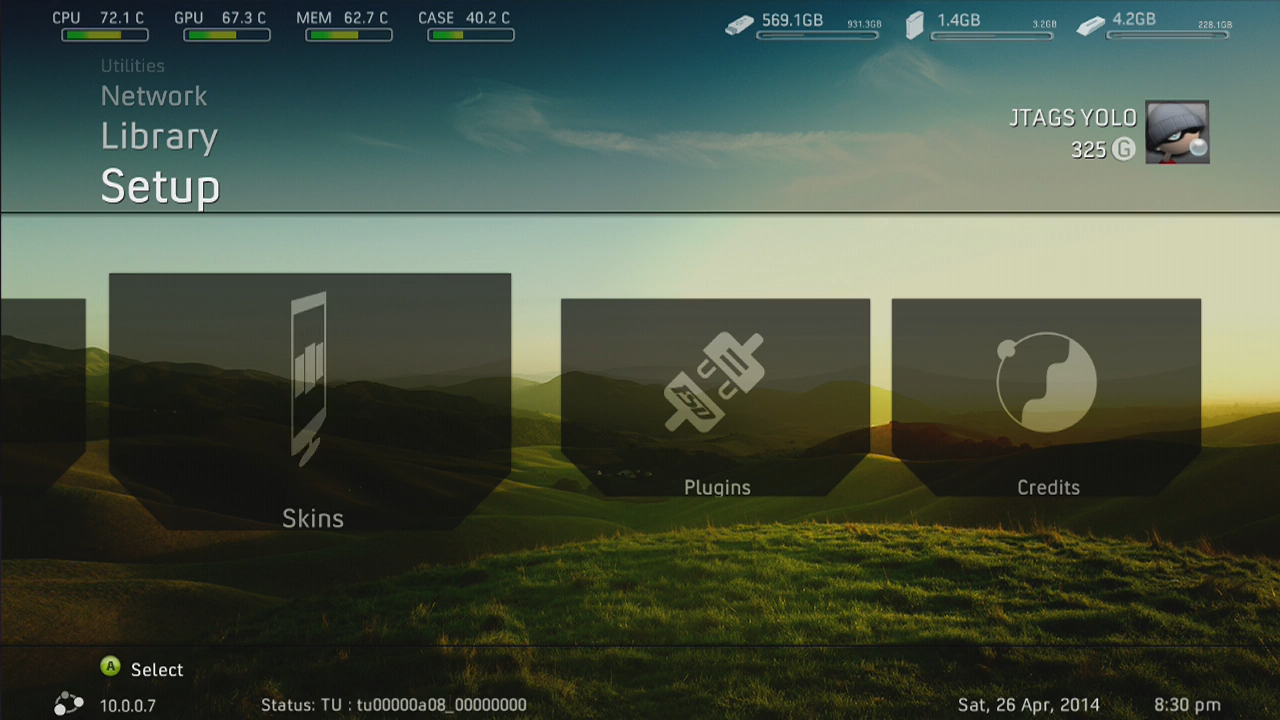 CPU 72.1 C GPU 67.3 C MEM 62.7 C CASE 40.2 C 569.1GB 931.3GB 1.4GB 3.2GB 4.2GB 228.1GB
Utilities
Network
Library
Setup
JTAGS YOLO
325 G
FSD
Skins
Plugins
Credits
A Select
10.0.0.7 Status: TU : tu00000a08_00000000 Sat, 26 Apr, 2014 8:30 pm